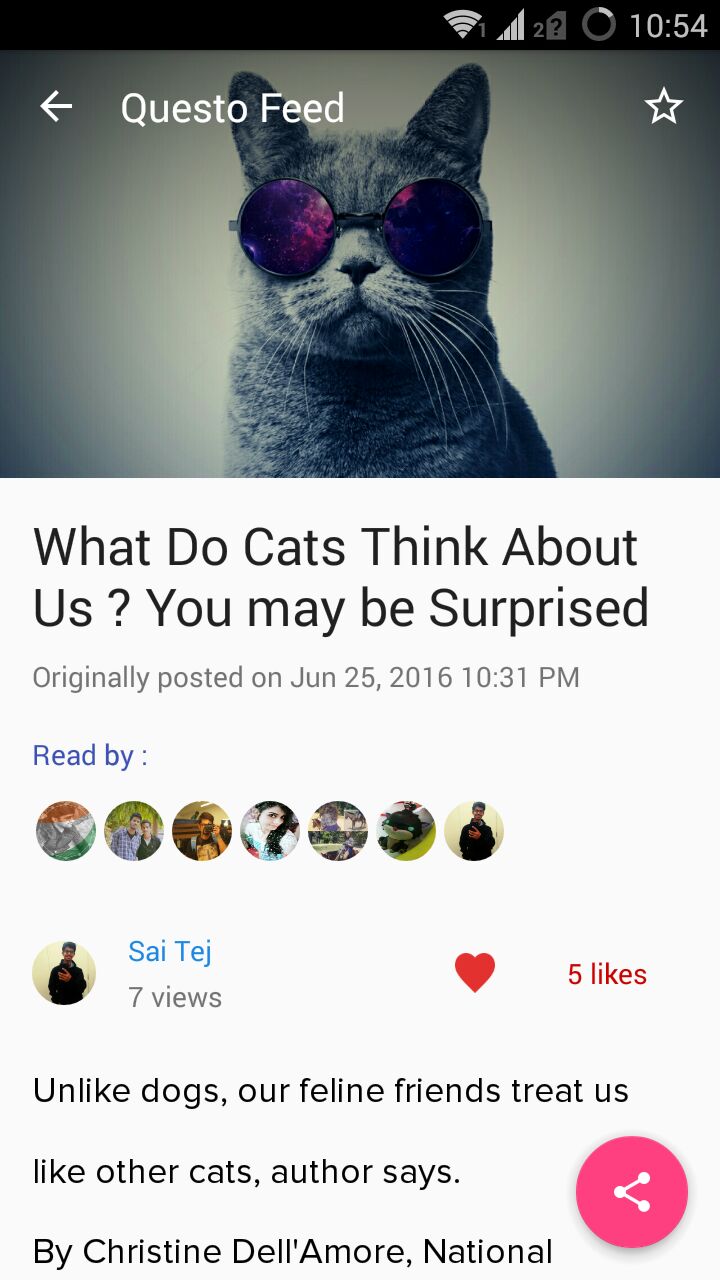 1 2 ? 10:54
Questo Feed
What Do Cats Think About
Us ? You may be Surprised
Originally posted on Jun 25, 2016 10:31 PM
Read by :
Sai Tej
7 views
5 likes
Unlike dogs, our feline friends treat us
like other cats, author says.
By Christine Dell'Amore, National